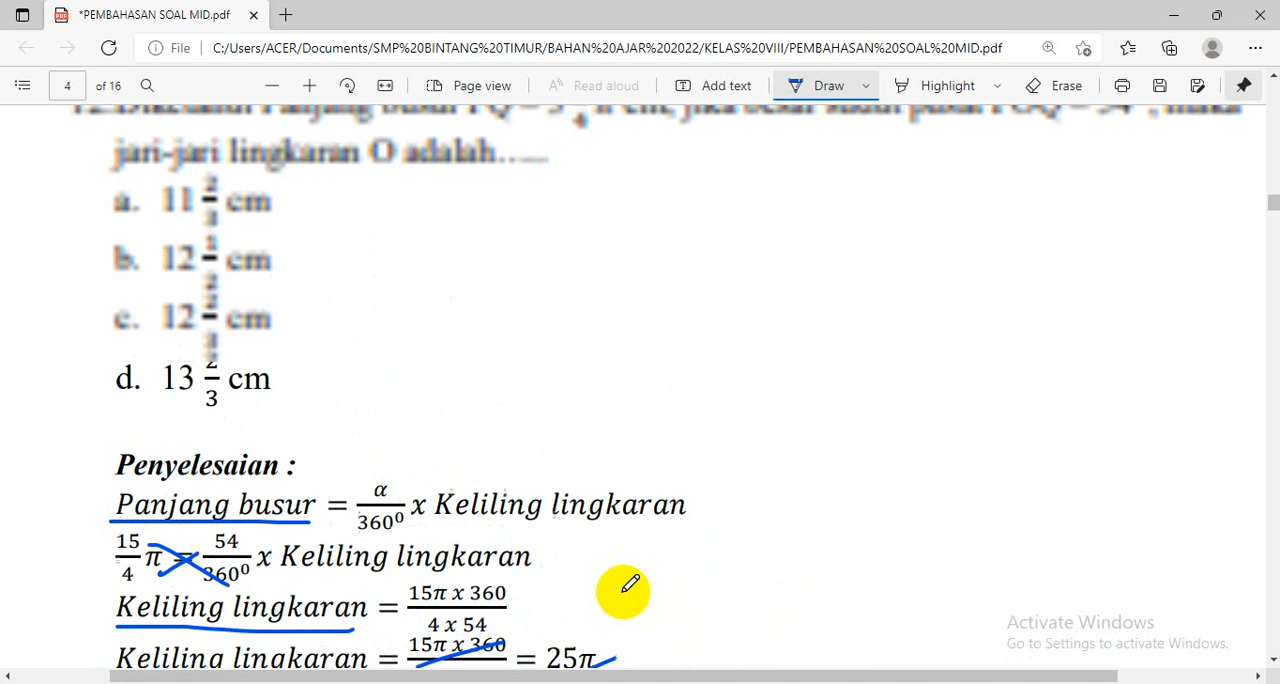 *PEMBAHASAN SOAL MID.pdf
File C:/Users/ACER/Documents/SMP%20BINTANG%20TIMUR/BAHAN%20AJAR%202022/KELAS%20VIII/PEMBAHASAN%20SOAL%20MID.pdf
4 of 16 Page view Read aloud Add text Draw Highlight Erase
jari-jari lingkaran O adalah......
a. 11 cm
b. 12 cm
c. 12 cm
d. 13 2/3 cm
Penyelesaian :
Panjang busur = α/360⁰ x Keliling lingkaran
15/4 π = 54/360⁰ x Keliling lingkaran
Keliling lingkaran = 15π x 360 / 4 x 54
Keliling lingkaran = 15π x 360 = 25π
Activate Windows
Go to Settings to activate Windows.